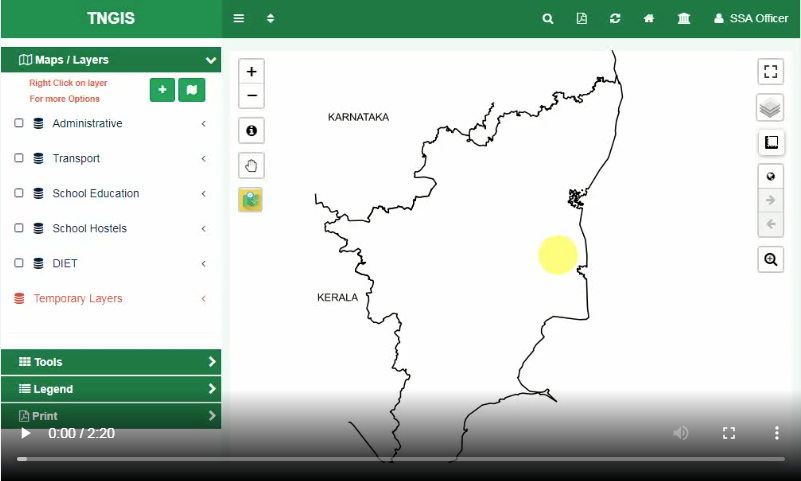 TNGIS
SSA Officer
Maps / Layers
Right Click on layer
For more Options
Administrative
Transport
School Education
School Hostels
DIET
Temporary Layers
Tools
Legend
Print
KARNATAKA
KERALA
0:00 / 2:20